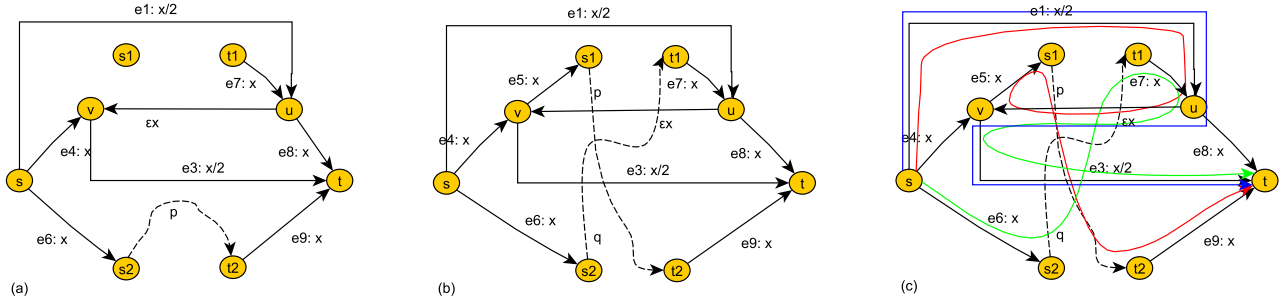 e1: x/2
s1
t1
e7: x
v
u
εx
e4: x
e8: x
e3: x/2
s
t
p
e6: x
e9: x
s2
t2
(a)
e1: x/2
s1
t1
e5: x
p
e7: x
v
u
εx
e4: x
e8: x
e3: x/2
s
t
e6: x
q
e9: x
s2
t2
(b)
e1: x/2
s1
t1
e5: x
p
e7: x
v
u
εx
e4: x
e8: x
e3: x/2
s
t
e6: x
q
e9: x
s2
t2
(c)